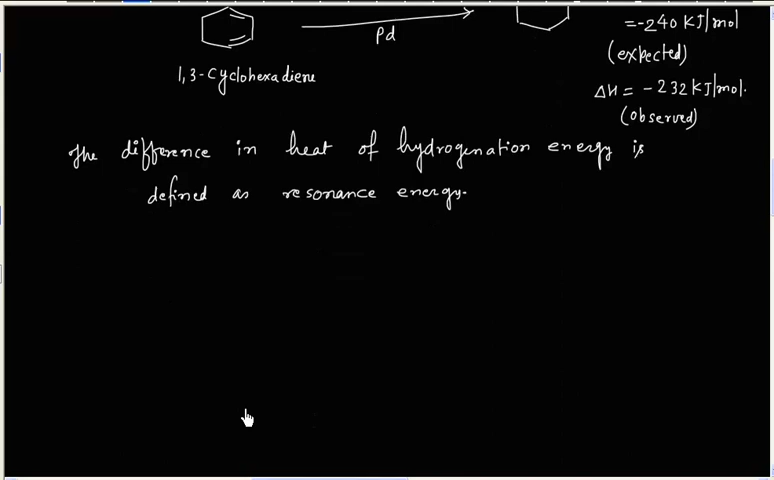 =-240 KJ/mol
Pd
(expected)
1,3-Cyclohexadiene
ΔH = -232 KJ/mol.
(observed)
The difference in heat of hydrogenation energy is
defined as resonance energy.